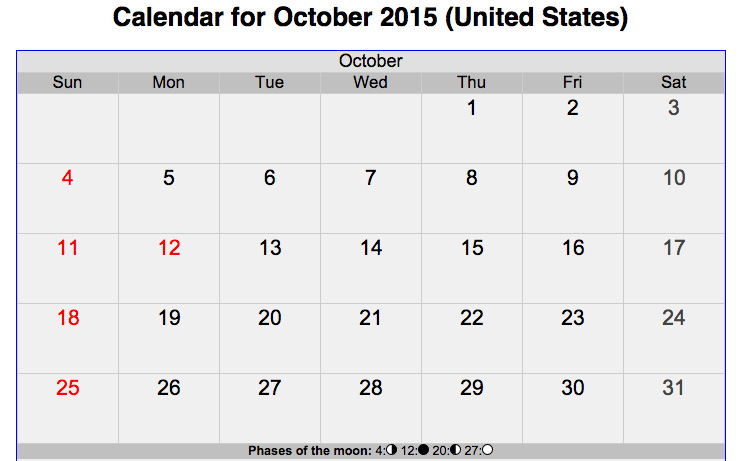 Calendar for October 2015 (United States)
October
Sun Mon Tue Wed Thu Fri Sat
1 2 3
4 5 6 7 8 9 10
11 12 13 14 15 16 17
18 19 20 21 22 23 24
25 26 27 28 29 30 31
Phases of the moon: 4:◑ 12:● 20:◐ 27:○